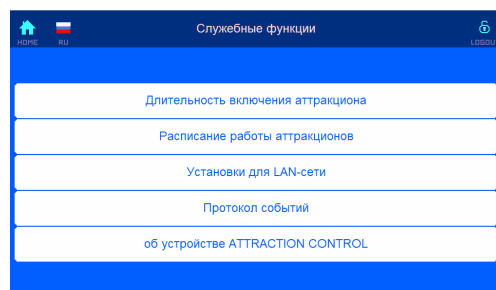 Служебные функции
HOME
RU
LOGOU
Длительность включения аттракциона
Расписание работы аттракционов
Установки для LAN-сети
Протокол событий
об устройстве ATTRACTION CONTROL